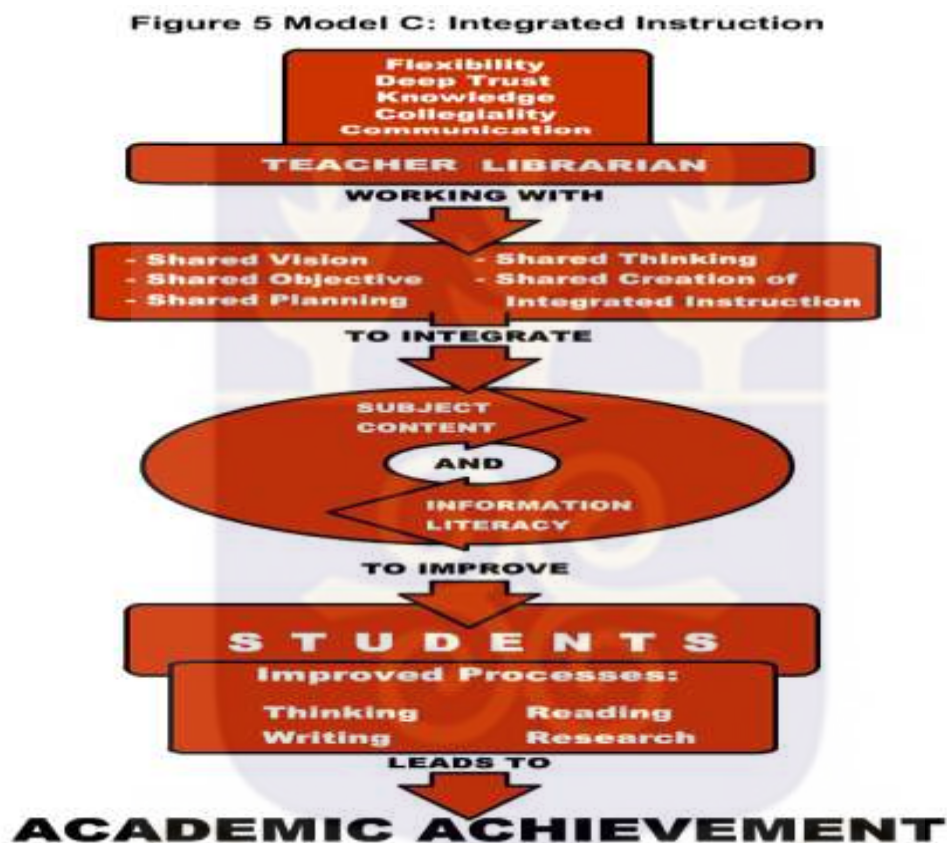 Figure 5 Model C: Integrated Instruction
Flexibility
Deep Trust
Knowledge
Collegiality
Communication
TEACHER LIBRARIAN
WORKING WITH
- Shared Vision
- Shared Objective
- Shared Planning
- Shared Thinking
- Shared Creation of
Integrated Instruction
TO INTEGRATE
SUBJECT
CONTENT
AND
INFORMATION
LITERACY
TO IMPROVE
STUDENTS
Improved Processes:
Thinking Reading
Writing Research
LEADS TO
ACADEMIC ACHIEVEMENT